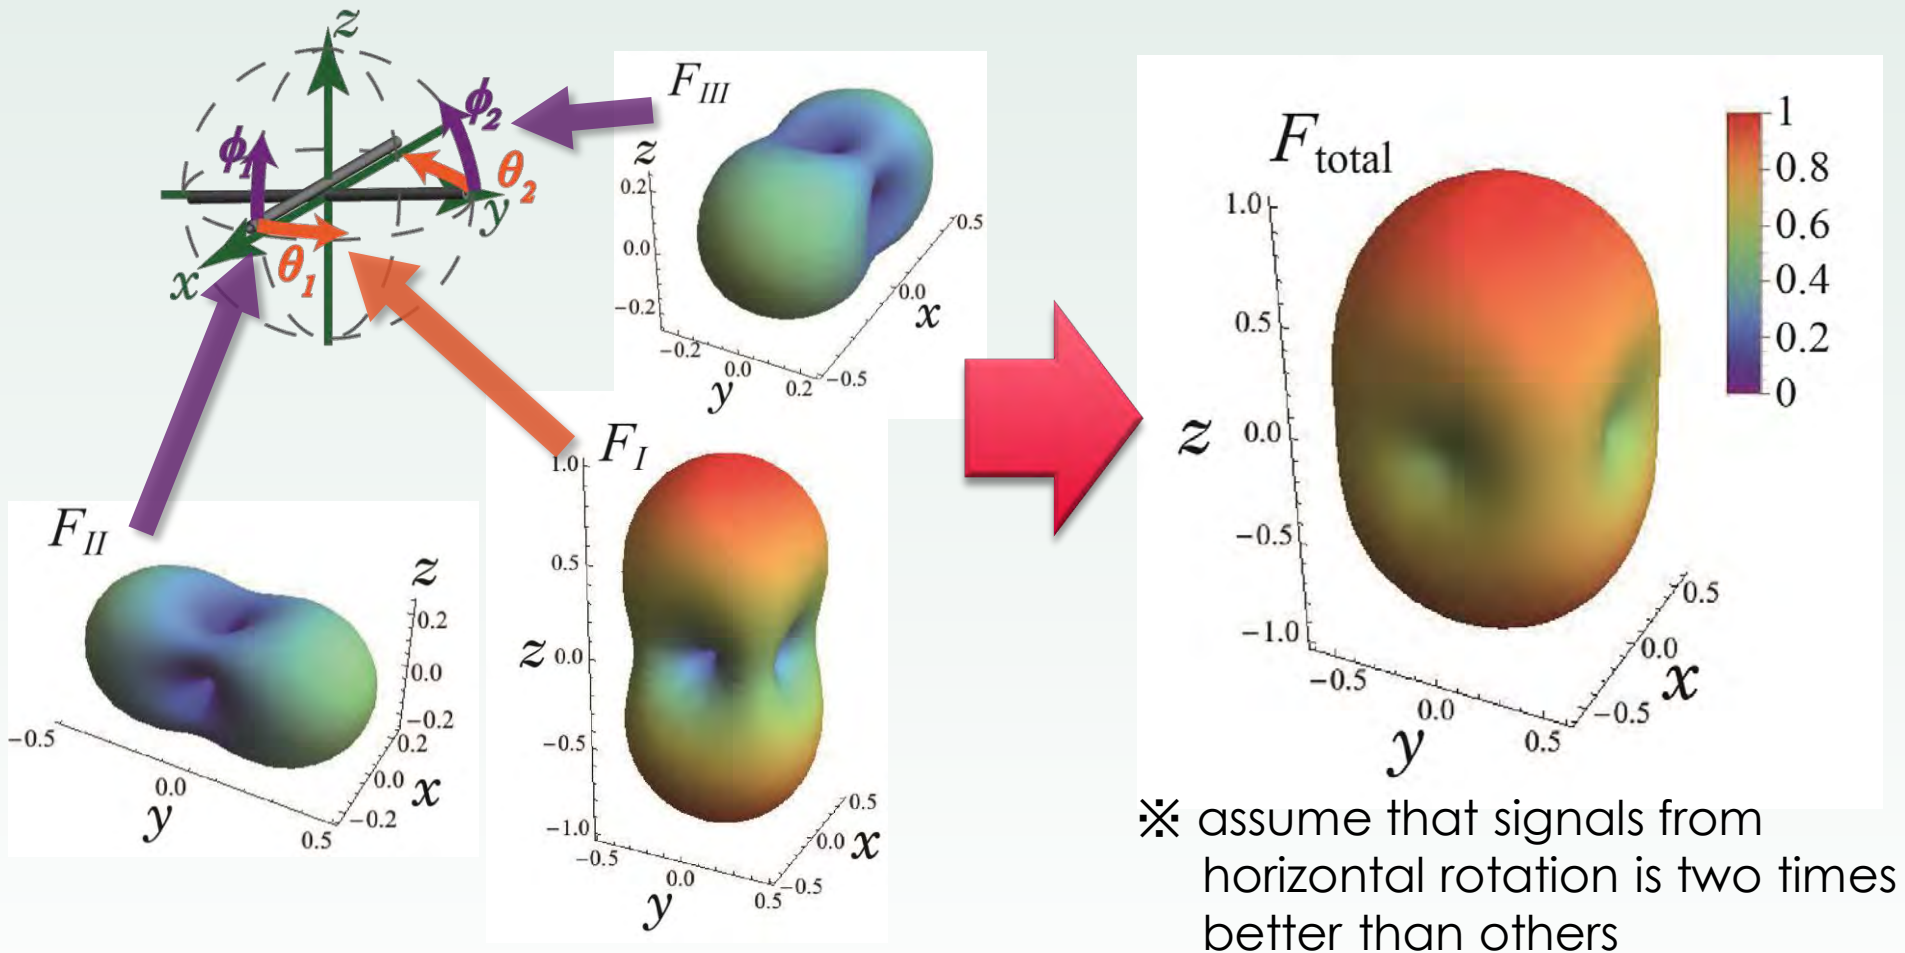 z
ϕ₁
ϕ₂
θ₂
y
x
θ₁
F_III
z
0.2
0.0
−0.2
−0.2
0.0
0.2
y
0.5
0.0
−0.5
x
F_II
z
0.2
0.0
−0.2
−0.5
0.0
0.5
y
0.2
0.0
−0.2
x
F_I
1.0
0.5
z 0.0
−0.5
−1.0
−0.5
0.0
0.5
y
0.5
0.0
−0.5
x
F_total
1
0.8
0.6
0.4
0.2
0
1.0
0.5
z 0.0
−0.5
−1.0
−0.5
0.0
0.5
y
0.5
0.0
−0.5
x
※ assume that signals from
horizontal rotation is two times
better than others